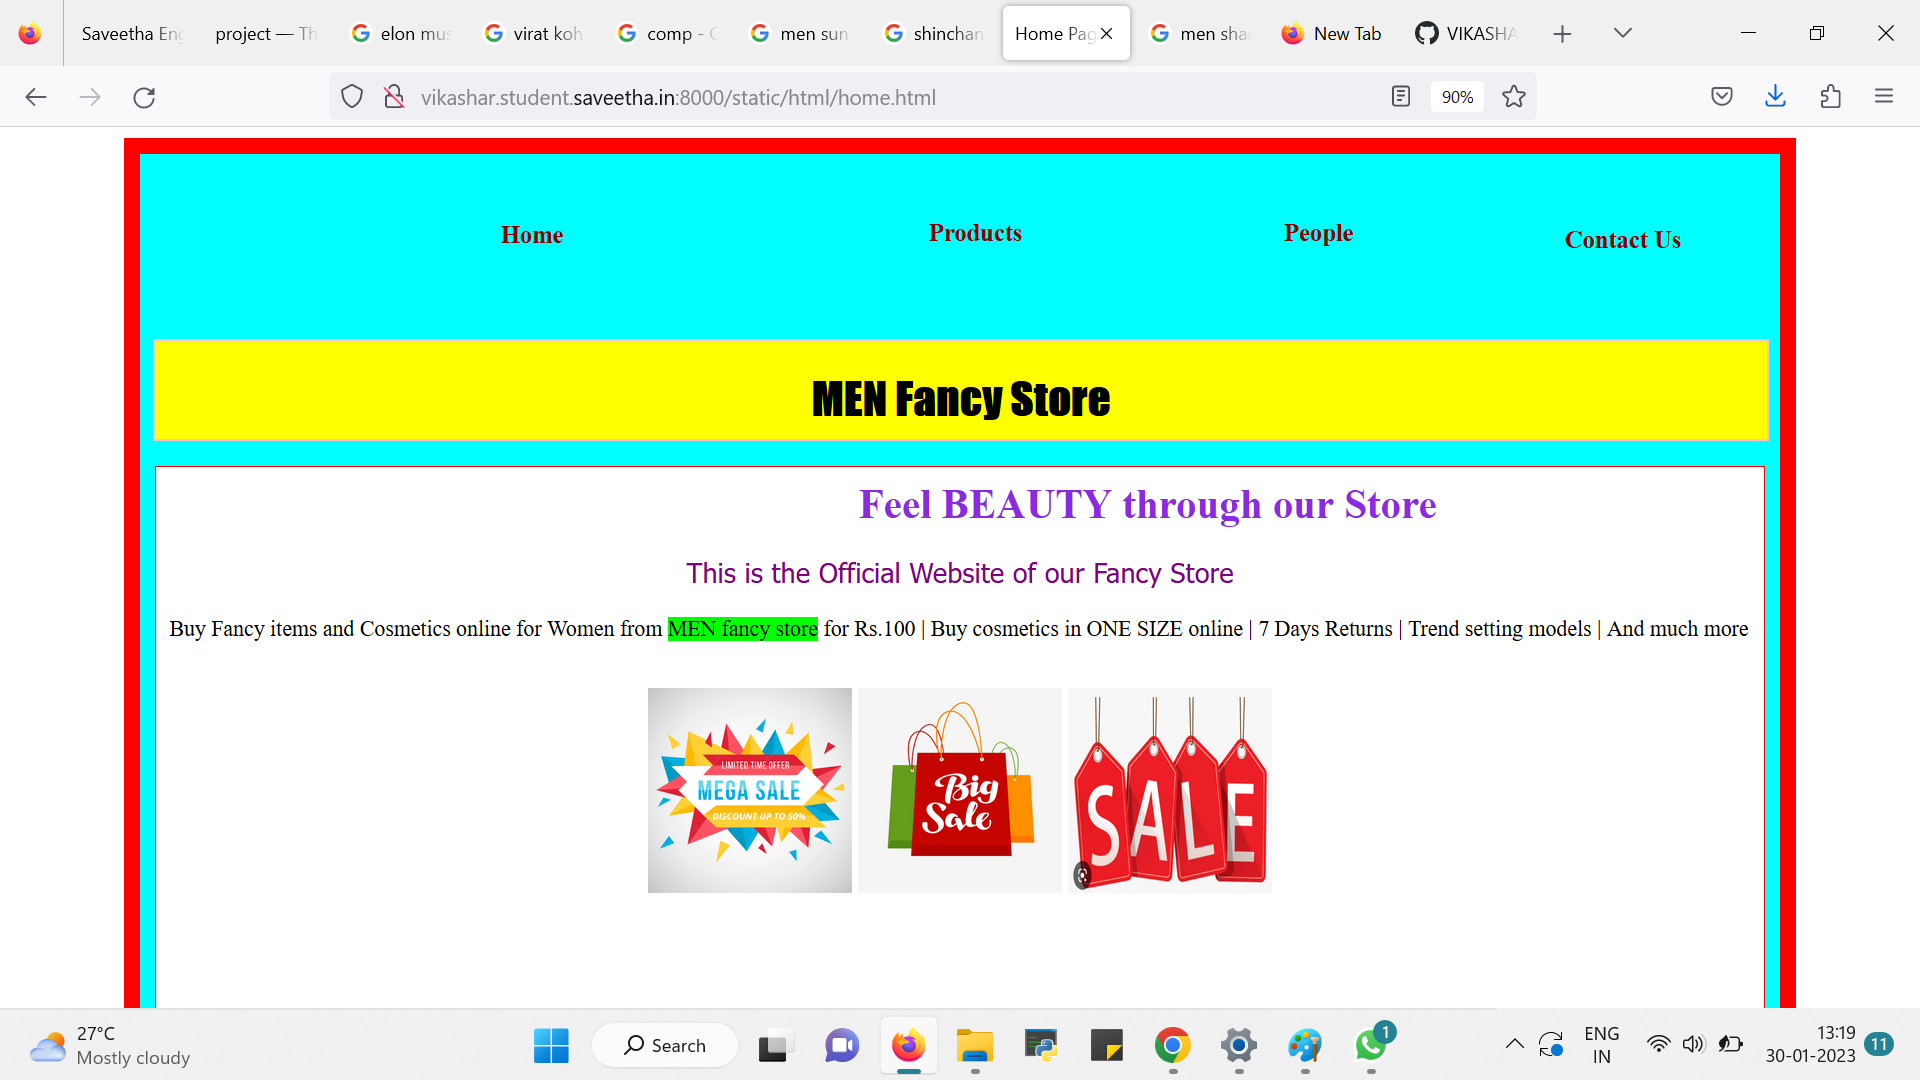 Saveetha Eng project — Th elon mus virat koh comp - G men sun shinchan Home Pag men sha New Tab VIKASHA
vikashar.student.saveetha.in:8000/static/html/home.html 90%
Home Products People Contact Us
MEN Fancy Store
Feel BEAUTY through our Store
This is the Official Website of our Fancy Store
Buy Fancy items and Cosmetics online for Women from MEN fancy store for Rs.100 | Buy cosmetics in ONE SIZE online | 7 Days Returns | Trend setting models | And much more
LIMITED TIME OFFER
MEGA SALE
DISCOUNT UP TO 50%
Big
Sale
SALE
27°C
Mostly cloudy
Search
1
ENG
IN
13:19
30-01-2023
11